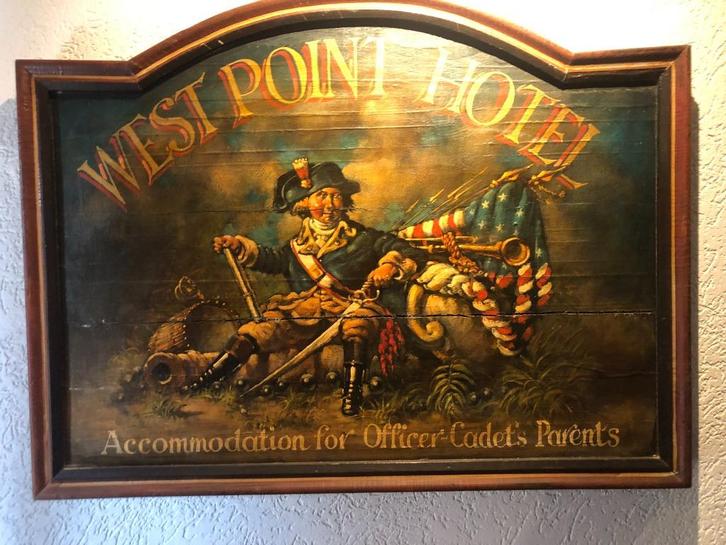 WEST POINT HOTEL
Accommodation for Officer-Cadet's Parents